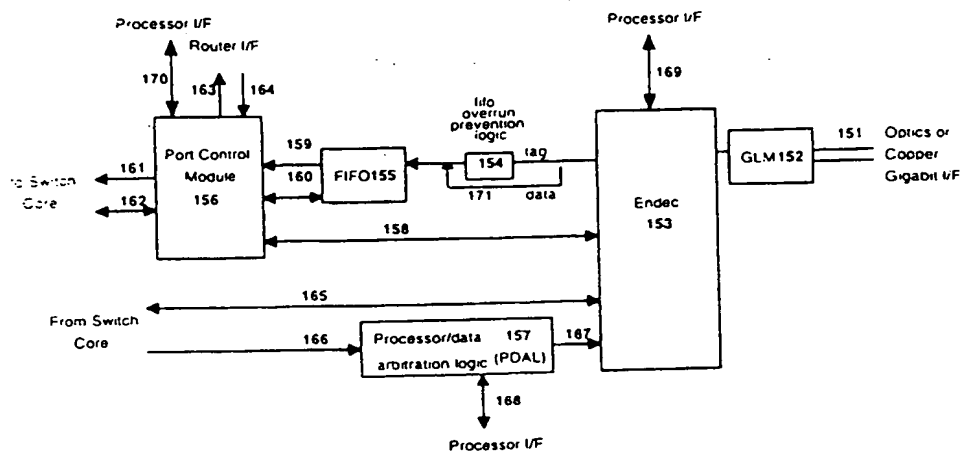 Processor I/F
Router I/F
170
163
164
Processor I/F
169
fifo
overrun
prevention
logic
tag
154
171
data
159
160
FIFO155
Port Control
Module
156
161
to Switch
Core
162
158
Endec
153
GLM152
151
Optics or
Copper
Gigabit I/F
165
From Switch
Core
166
Processor/data 157
arbitration logic (PDAL)
167
168
Processor I/F